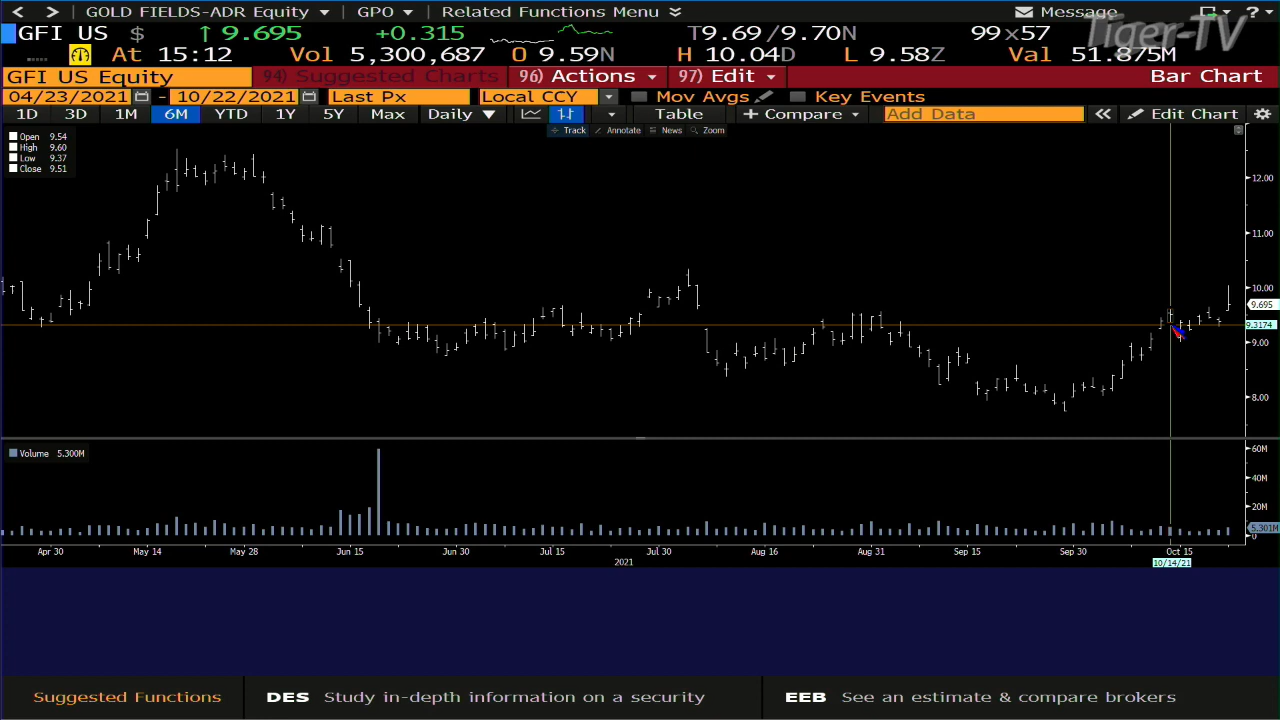 < > GOLD FIELDS-ADR Equity GPO Related Functions Menu Message ?
Tiger-TV
GFI US $ ↑ 9.695 +0.315 T9.69/9.70N 99×57
At 15:12 Vol 5,300,687 O 9.59N H 10.04D L 9.58Z Val 51.875M
GFI US Equity 94) Suggested Charts 96) Actions 97) Edit Bar Chart
04/23/2021 - 10/22/2021 Last Px Local CCY Mov Avgs Key Events
1D 3D 1M 6M YTD 1Y 5Y Max Daily ▼ Table + Compare Add Data « Edit Chart
Track Annotate News Zoom
Open 9.54
High 9.60
Low 9.37
Close 9.51
12.00
11.00
10.00
9.695
9.3174
9.00
8.00
Volume 5.300M
60M
40M
20M
5.301M
0
Apr 30 May 14 May 28 Jun 15 Jun 30 Jul 15 Jul 30 Aug 16 Aug 31 Sep 15 Sep 30 Oct 15
2021 10/14/21
Suggested Functions DES Study in-depth information on a security EEB See an estimate & compare brokers